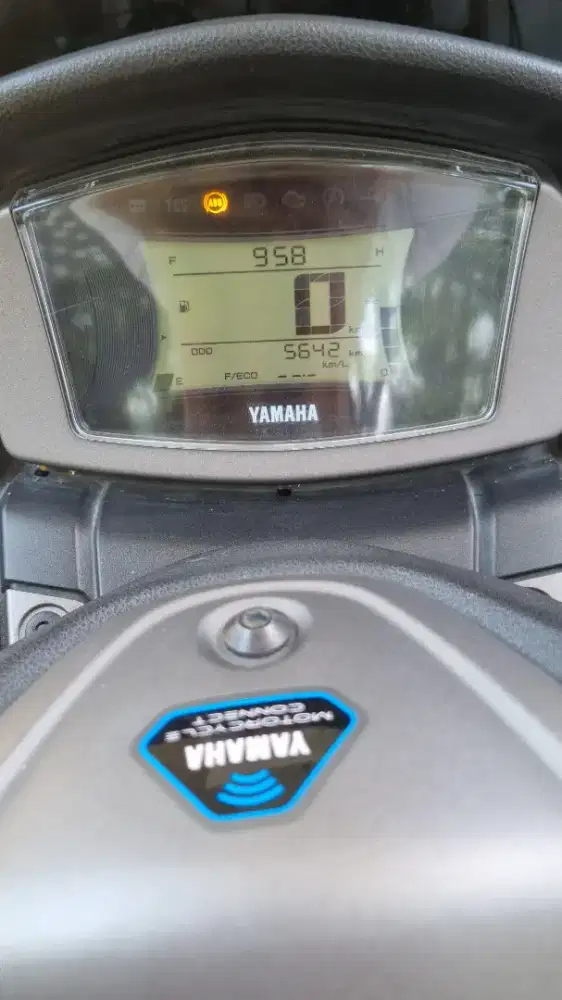 ABS
F 958 H
0 km
ODO 5642 km
km/L
E F/ECO --.- C
YAMAHA
YAMAHA
MOTORCYCLE
CONNECT